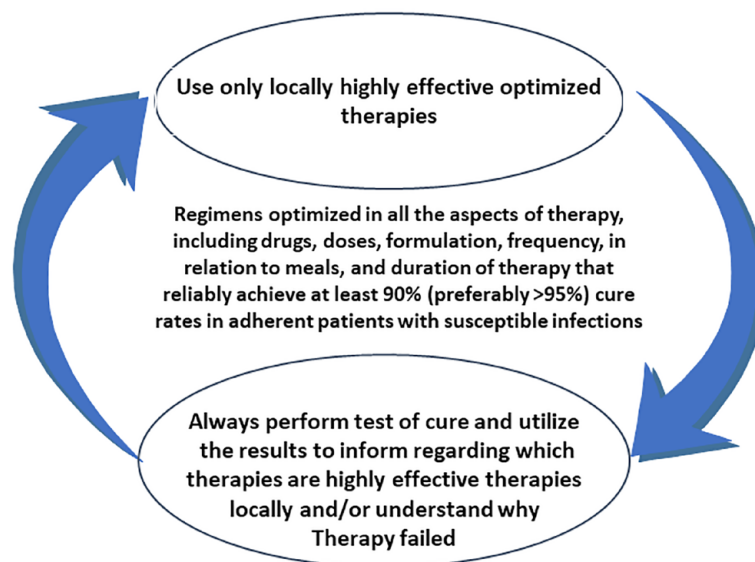 Use only locally highly effective optimized
therapies
Regimens optimized in all the aspects of therapy,
including drugs, doses, formulation, frequency, in
relation to meals, and duration of therapy that
reliably achieve at least 90% (preferably >95%) cure
rates in adherent patients with susceptible infections
Always perform test of cure and utilize
the results to inform regarding which
therapies are highly effective therapies
locally and/or understand why
Therapy failed